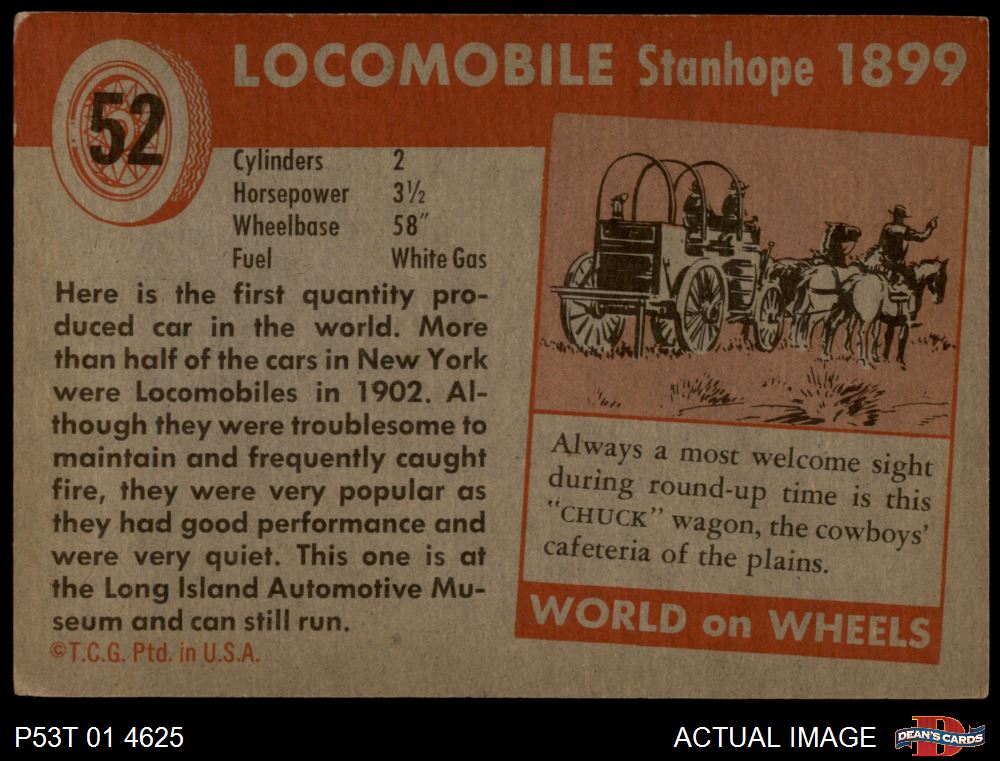 52
LOCOMOBILE Stanhope 1899
Cylinders 2
Horsepower 3½
Wheelbase 58"
Fuel White Gas
Here is the first quantity pro-
duced car in the world. More
than half of the cars in New York
were Locomobiles in 1902. Al-
though they were troublesome to
maintain and frequently caught
fire, they were very popular as
they had good performance and
were very quiet. This one is at
the Long Island Automotive Mu-
seum and can still run.
©T.C.G. Ptd. in U.S.A.
Always a most welcome sight
during round-up time is this
"CHUCK" wagon, the cowboys'
cafeteria of the plains.
WORLD on WHEELS
P53T 01 4625
ACTUAL IMAGE
D
DEAN'S CARDS